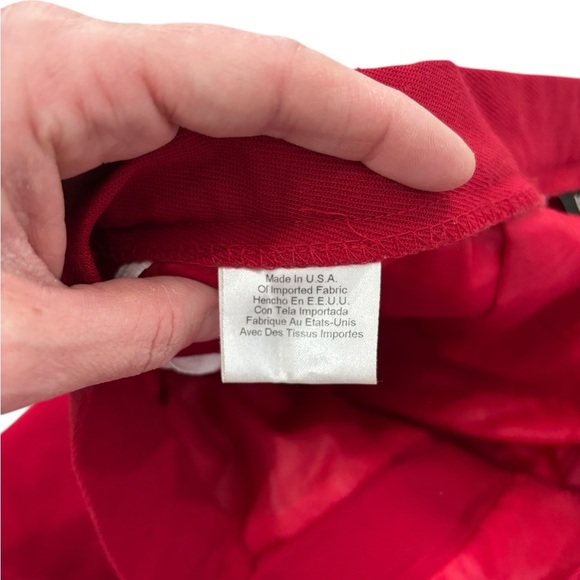 Made In U.S.A.
Of Imported Fabric
Hencho En E.E.U.U.
Con Tela Importada
Fabrique Au Etats-Unis
Avec Des Tissus Importes